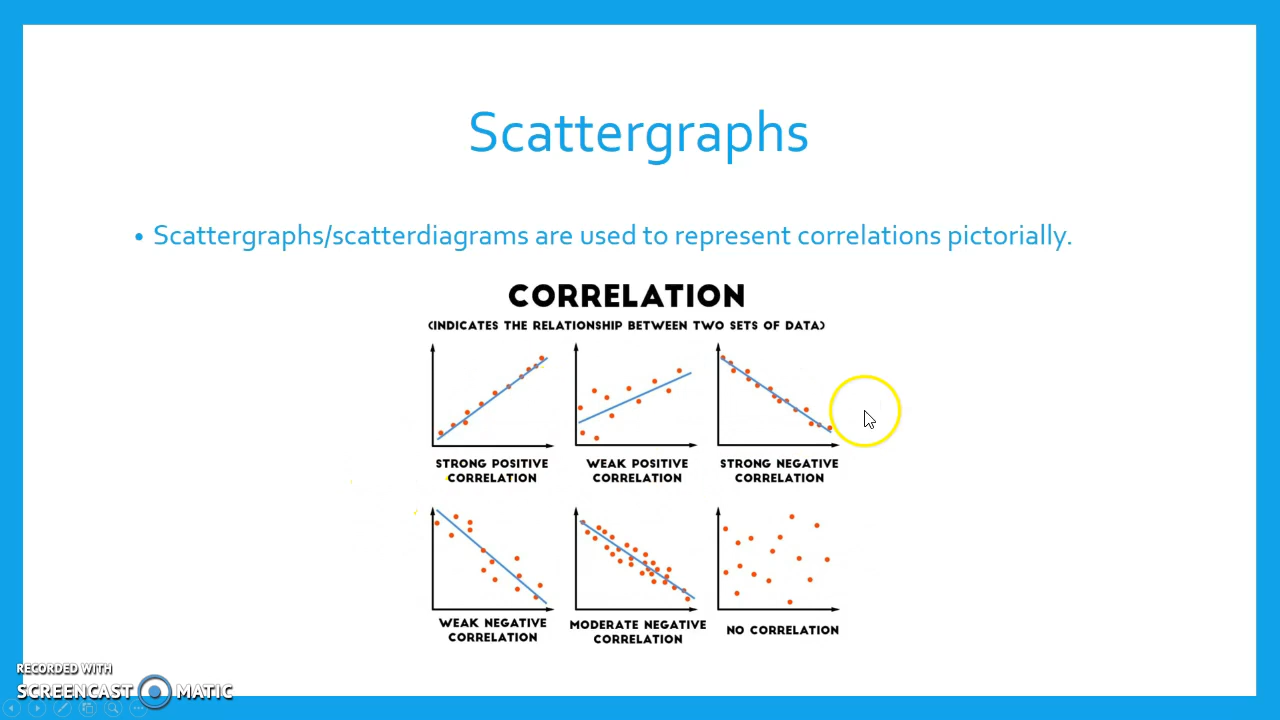 Scattergraphs
• Scattergraphs/scatterdiagrams are used to represent correlations pictorially.
CORRELATION
(INDICATES THE RELATIONSHIP BETWEEN TWO SETS OF DATA)
STRONG POSITIVE
CORRELATION
WEAK POSITIVE
CORRELATION
STRONG NEGATIVE
CORRELATION
WEAK NEGATIVE
CORRELATION
MODERATE NEGATIVE
CORRELATION
NO CORRELATION
RECORDED WITH
SCREENCAST MATIC